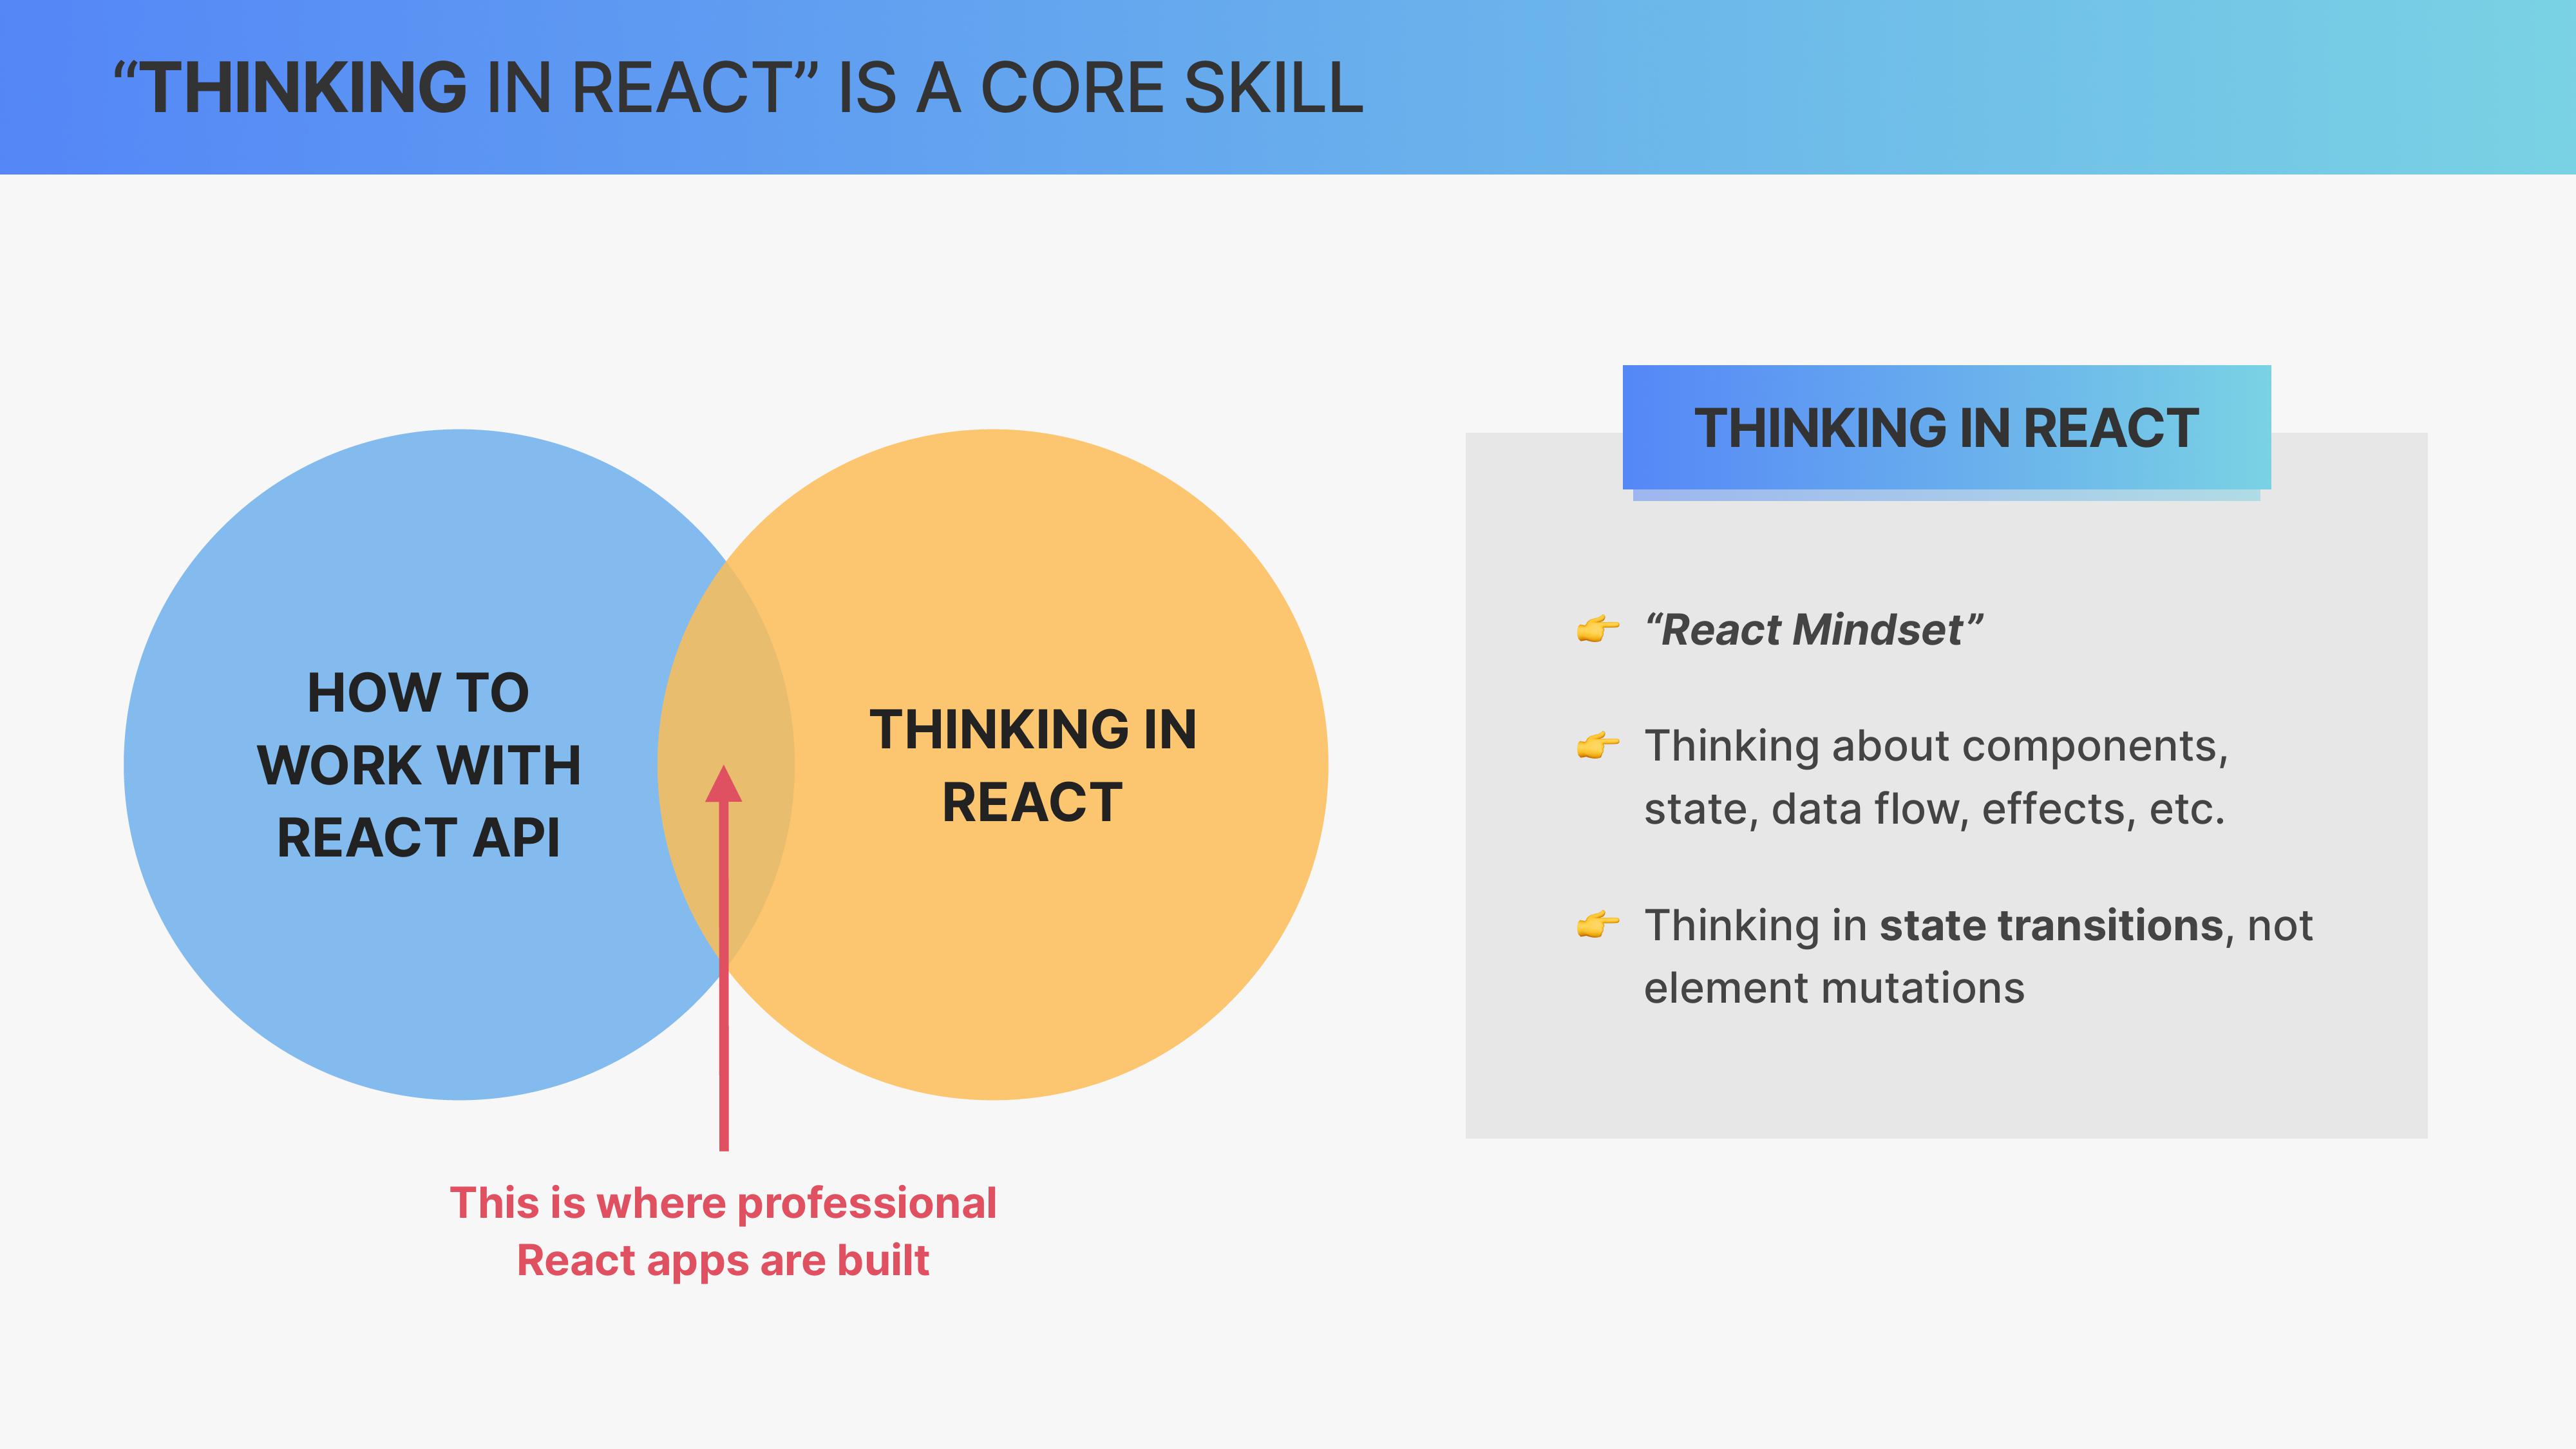 “THINKING IN REACT” IS A CORE SKILL
HOW TO
WORK WITH
REACT API
THINKING IN
REACT
This is where professional
React apps are built
THINKING IN REACT
👉 “React Mindset”
👉 Thinking about components,
state, data flow, effects, etc.
👉 Thinking in state transitions, not
element mutations